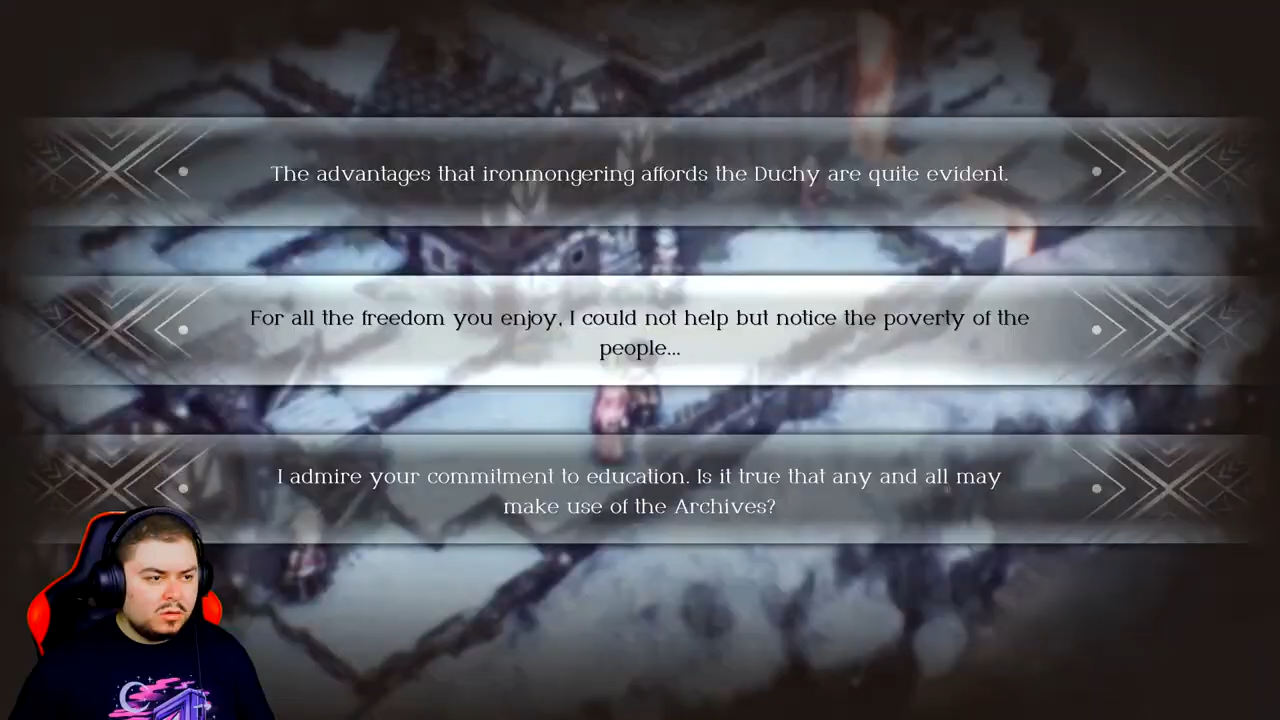 The advantages that ironmongering affords the Duchy are quite evident.
For all the freedom you enjoy, I could not help but notice the poverty of the
people...
I admire your commitment to education. Is it true that any and all may
make use of the Archives?